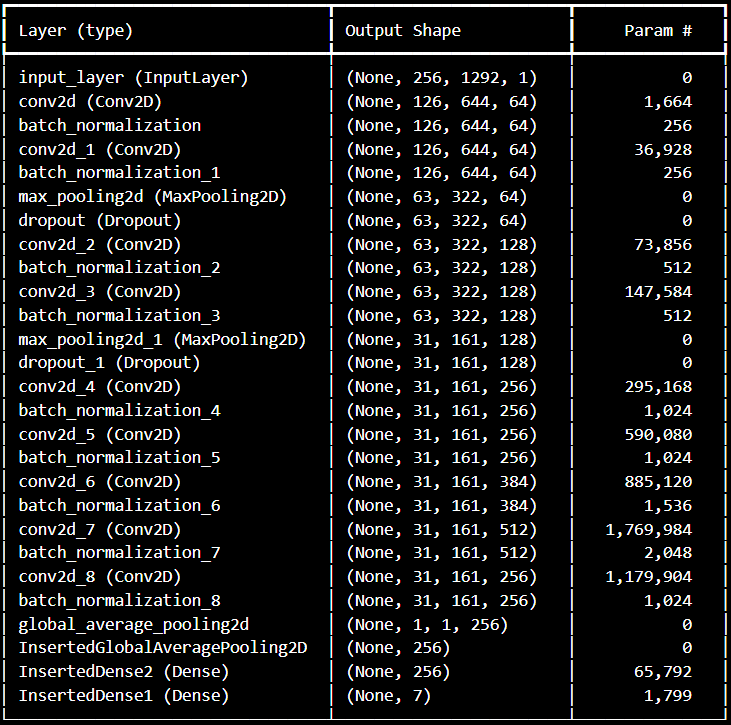 Layer (type) Output Shape Param #
input_layer (InputLayer) (None, 256, 1292, 1) 0
conv2d (Conv2D) (None, 126, 644, 64) 1,664
batch_normalization (None, 126, 644, 64) 256
conv2d_1 (Conv2D) (None, 126, 644, 64) 36,928
batch_normalization_1 (None, 126, 644, 64) 256
max_pooling2d (MaxPooling2D) (None, 63, 322, 64) 0
dropout (Dropout) (None, 63, 322, 64) 0
conv2d_2 (Conv2D) (None, 63, 322, 128) 73,856
batch_normalization_2 (None, 63, 322, 128) 512
conv2d_3 (Conv2D) (None, 63, 322, 128) 147,584
batch_normalization_3 (None, 63, 322, 128) 512
max_pooling2d_1 (MaxPooling2D) (None, 31, 161, 128) 0
dropout_1 (Dropout) (None, 31, 161, 128) 0
conv2d_4 (Conv2D) (None, 31, 161, 256) 295,168
batch_normalization_4 (None, 31, 161, 256) 1,024
conv2d_5 (Conv2D) (None, 31, 161, 256) 590,080
batch_normalization_5 (None, 31, 161, 256) 1,024
conv2d_6 (Conv2D) (None, 31, 161, 384) 885,120
batch_normalization_6 (None, 31, 161, 384) 1,536
conv2d_7 (Conv2D) (None, 31, 161, 512) 1,769,984
batch_normalization_7 (None, 31, 161, 512) 2,048
conv2d_8 (Conv2D) (None, 31, 161, 256) 1,179,904
batch_normalization_8 (None, 31, 161, 256) 1,024
global_average_pooling2d (None, 1, 1, 256) 0
InsertedGlobalAveragePooling2D (None, 256) 0
InsertedDense2 (Dense) (None, 256) 65,792
InsertedDense1 (Dense) (None, 7) 1,799